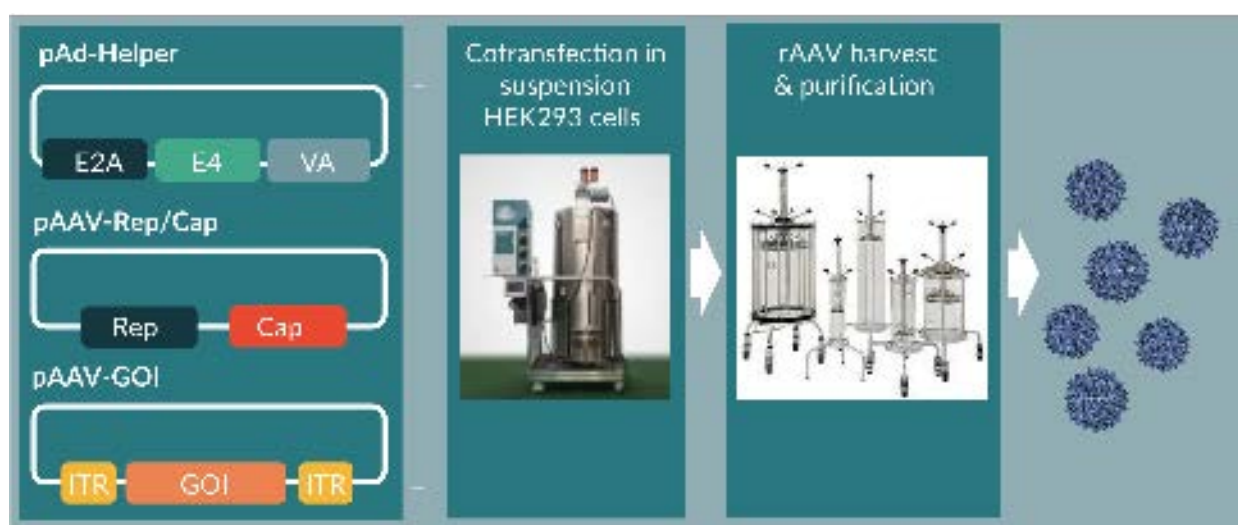 pAd-Helper
E2A E4 VA
pAAV-Rep/Cap
Rep Cap
pAAV-GOI
ITR GOI ITR
Cotransfection in
suspension
HEK293 cells
rAAV harvest
& purification